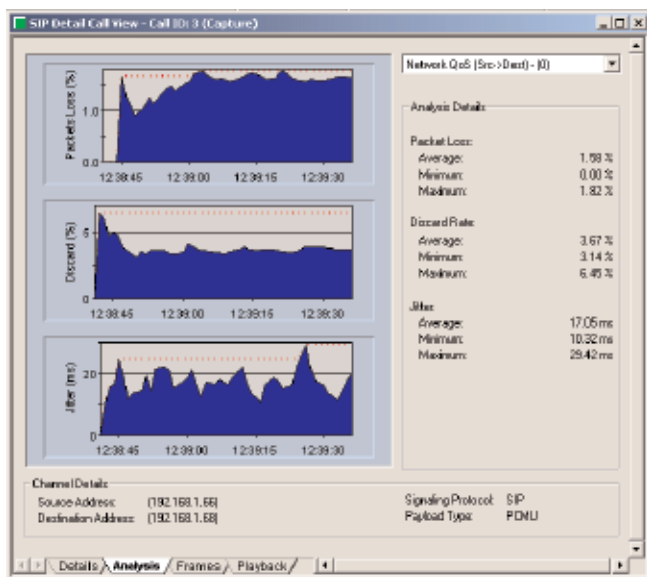 SIP Detail Call View - Call ID: 3 (Capture)
Network QoS (Src->Dest) - (0)
Packets Loss (%)
1.0
0.0
12:38:45 12:39:00 12:39:15 12:39:30
Discard (%)
5
0
12:38:45 12:39:00 12:39:15 12:39:30
Jitter (ms)
20
0
12:38:45 12:39:00 12:39:15 12:39:30
Analysis Details
Packet Loss:
Average: 1.58 %
Minimum: 0.00 %
Maximum: 1.82 %
Discard Rate:
Average: 3.67 %
Minimum: 3.14 %
Maximum: 6.45 %
Jitter:
Average: 17.05 ms
Minimum: 10.32 ms
Maximum: 29.42 ms
Channel Details
Source Address: (192.168.1.66) Signaling Protocol: SIP
Destination Address: (192.168.1.68) Payload Type: PCMU
Details Analysis Frames Playback